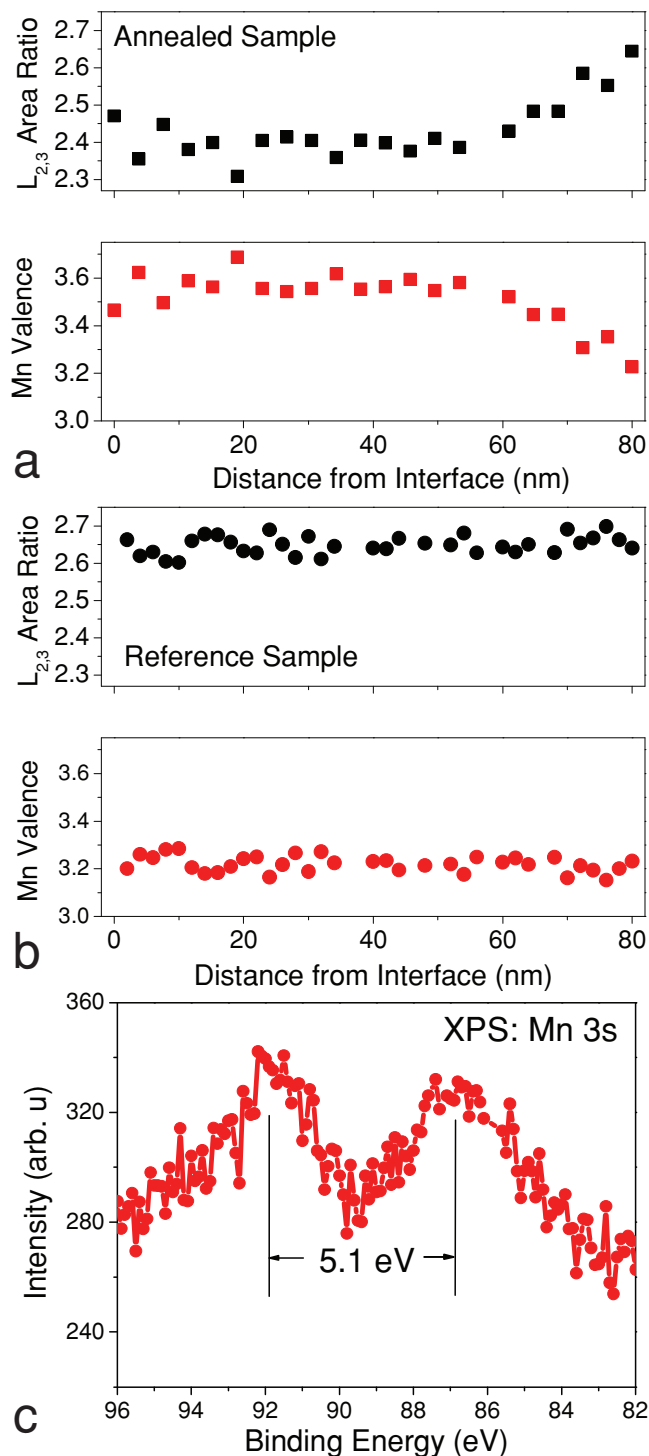 Annealed Sample
L2,3 Area Ratio
2.7
2.6
2.5
2.4
2.3
Mn Valence
3.6
3.4
3.2
3.0
0 20 40 60 80
a
Distance from Interface (nm)
L2,3 Area Ratio
2.7
2.6
2.5
2.4
2.3
Reference Sample
Mn Valence
3.6
3.4
3.2
3.0
0 20 40 60 80
b
Distance from Interface (nm)
XPS: Mn 3s
Intensity (arb. u)
360
320
280
240
5.1 eV
96 94 92 90 88 86 84 82
c
Binding Energy (eV)